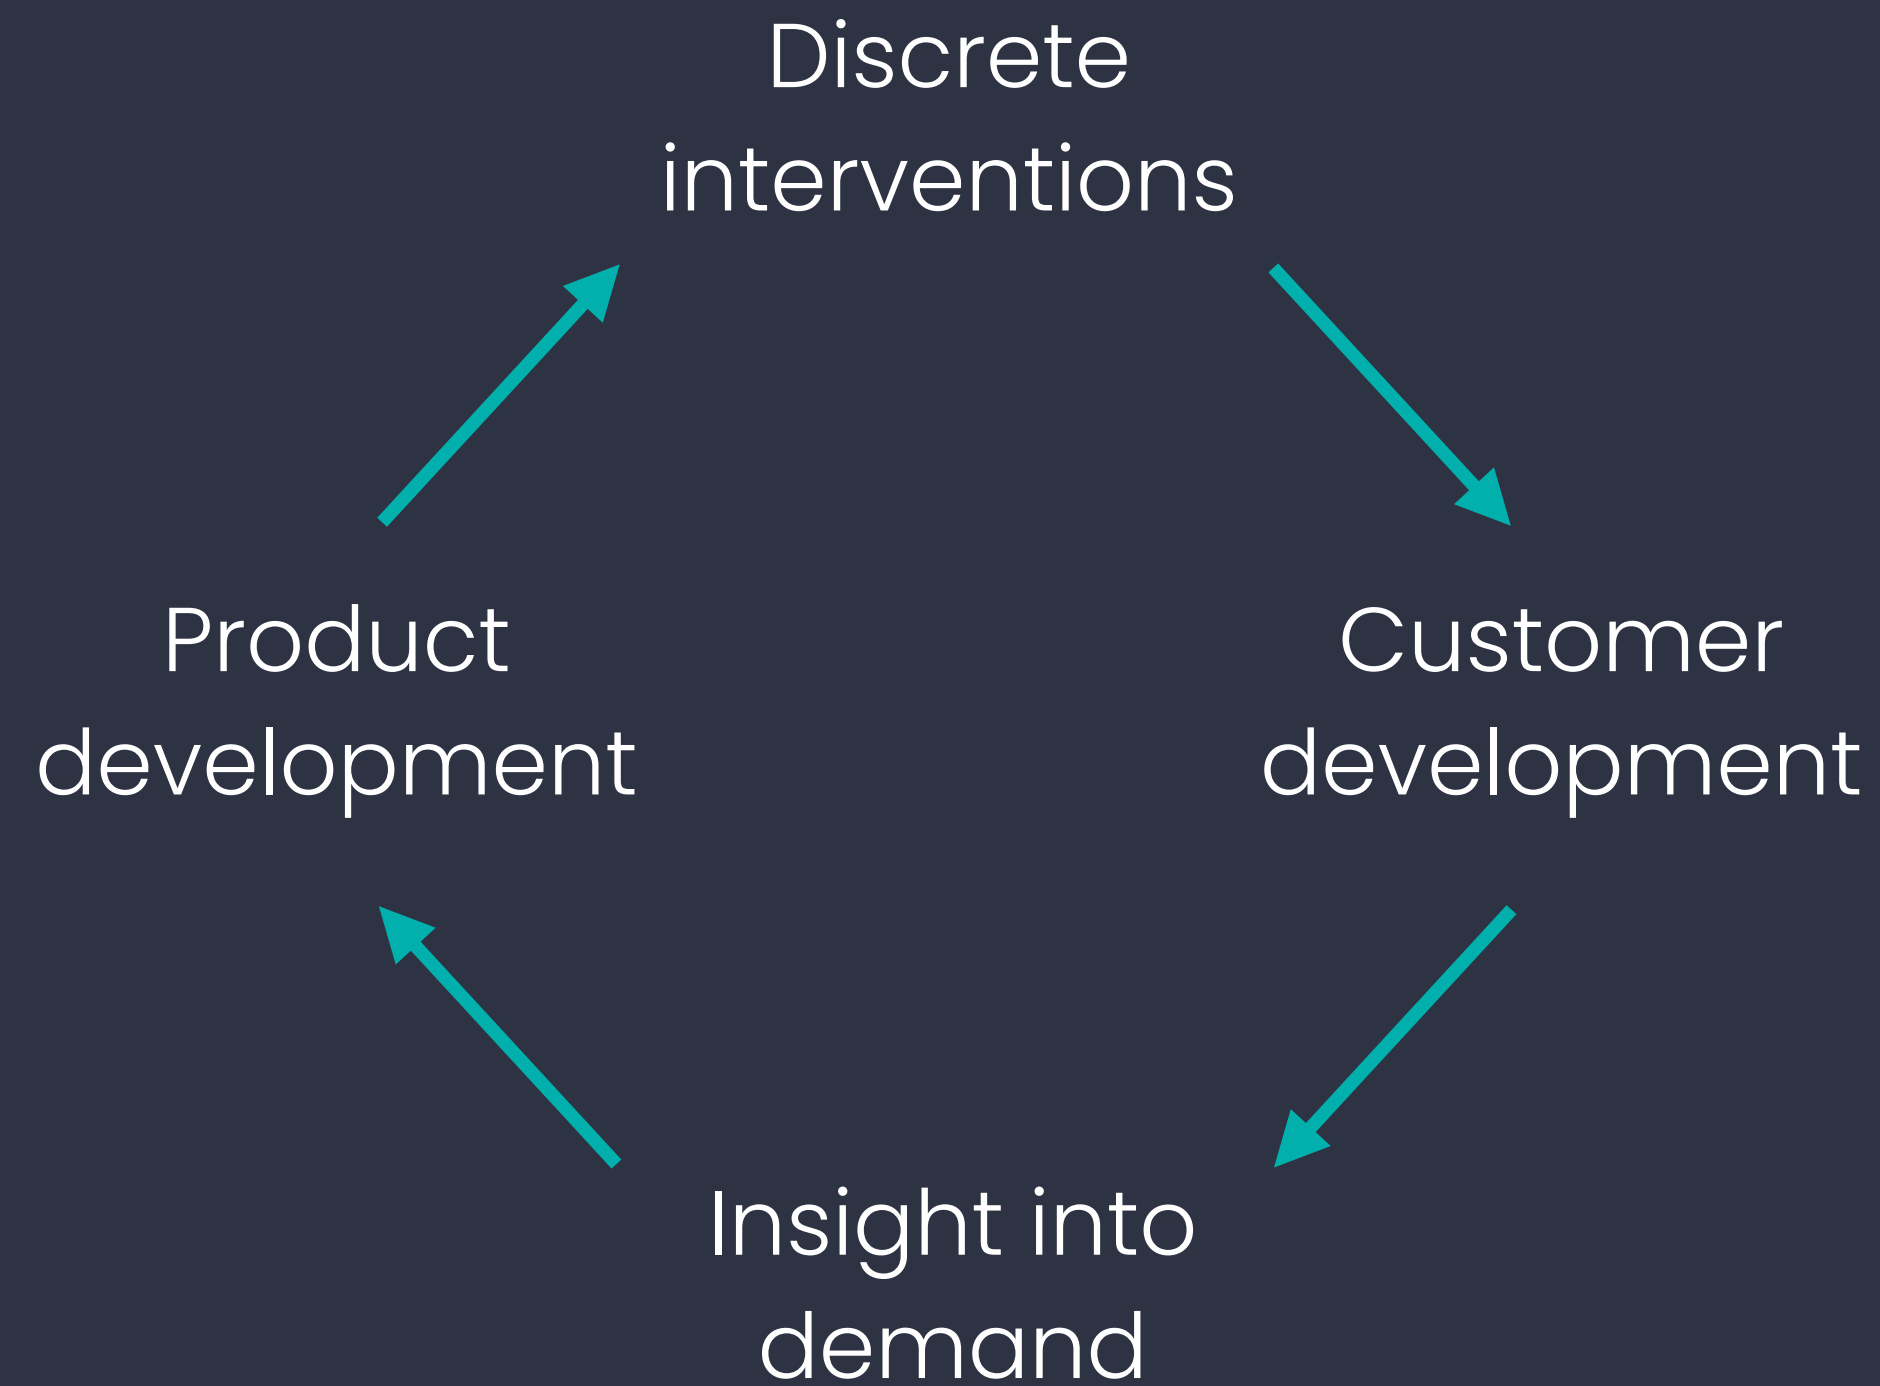 Discrete
interventions
Product
development
Customer
development
Insight into
demand